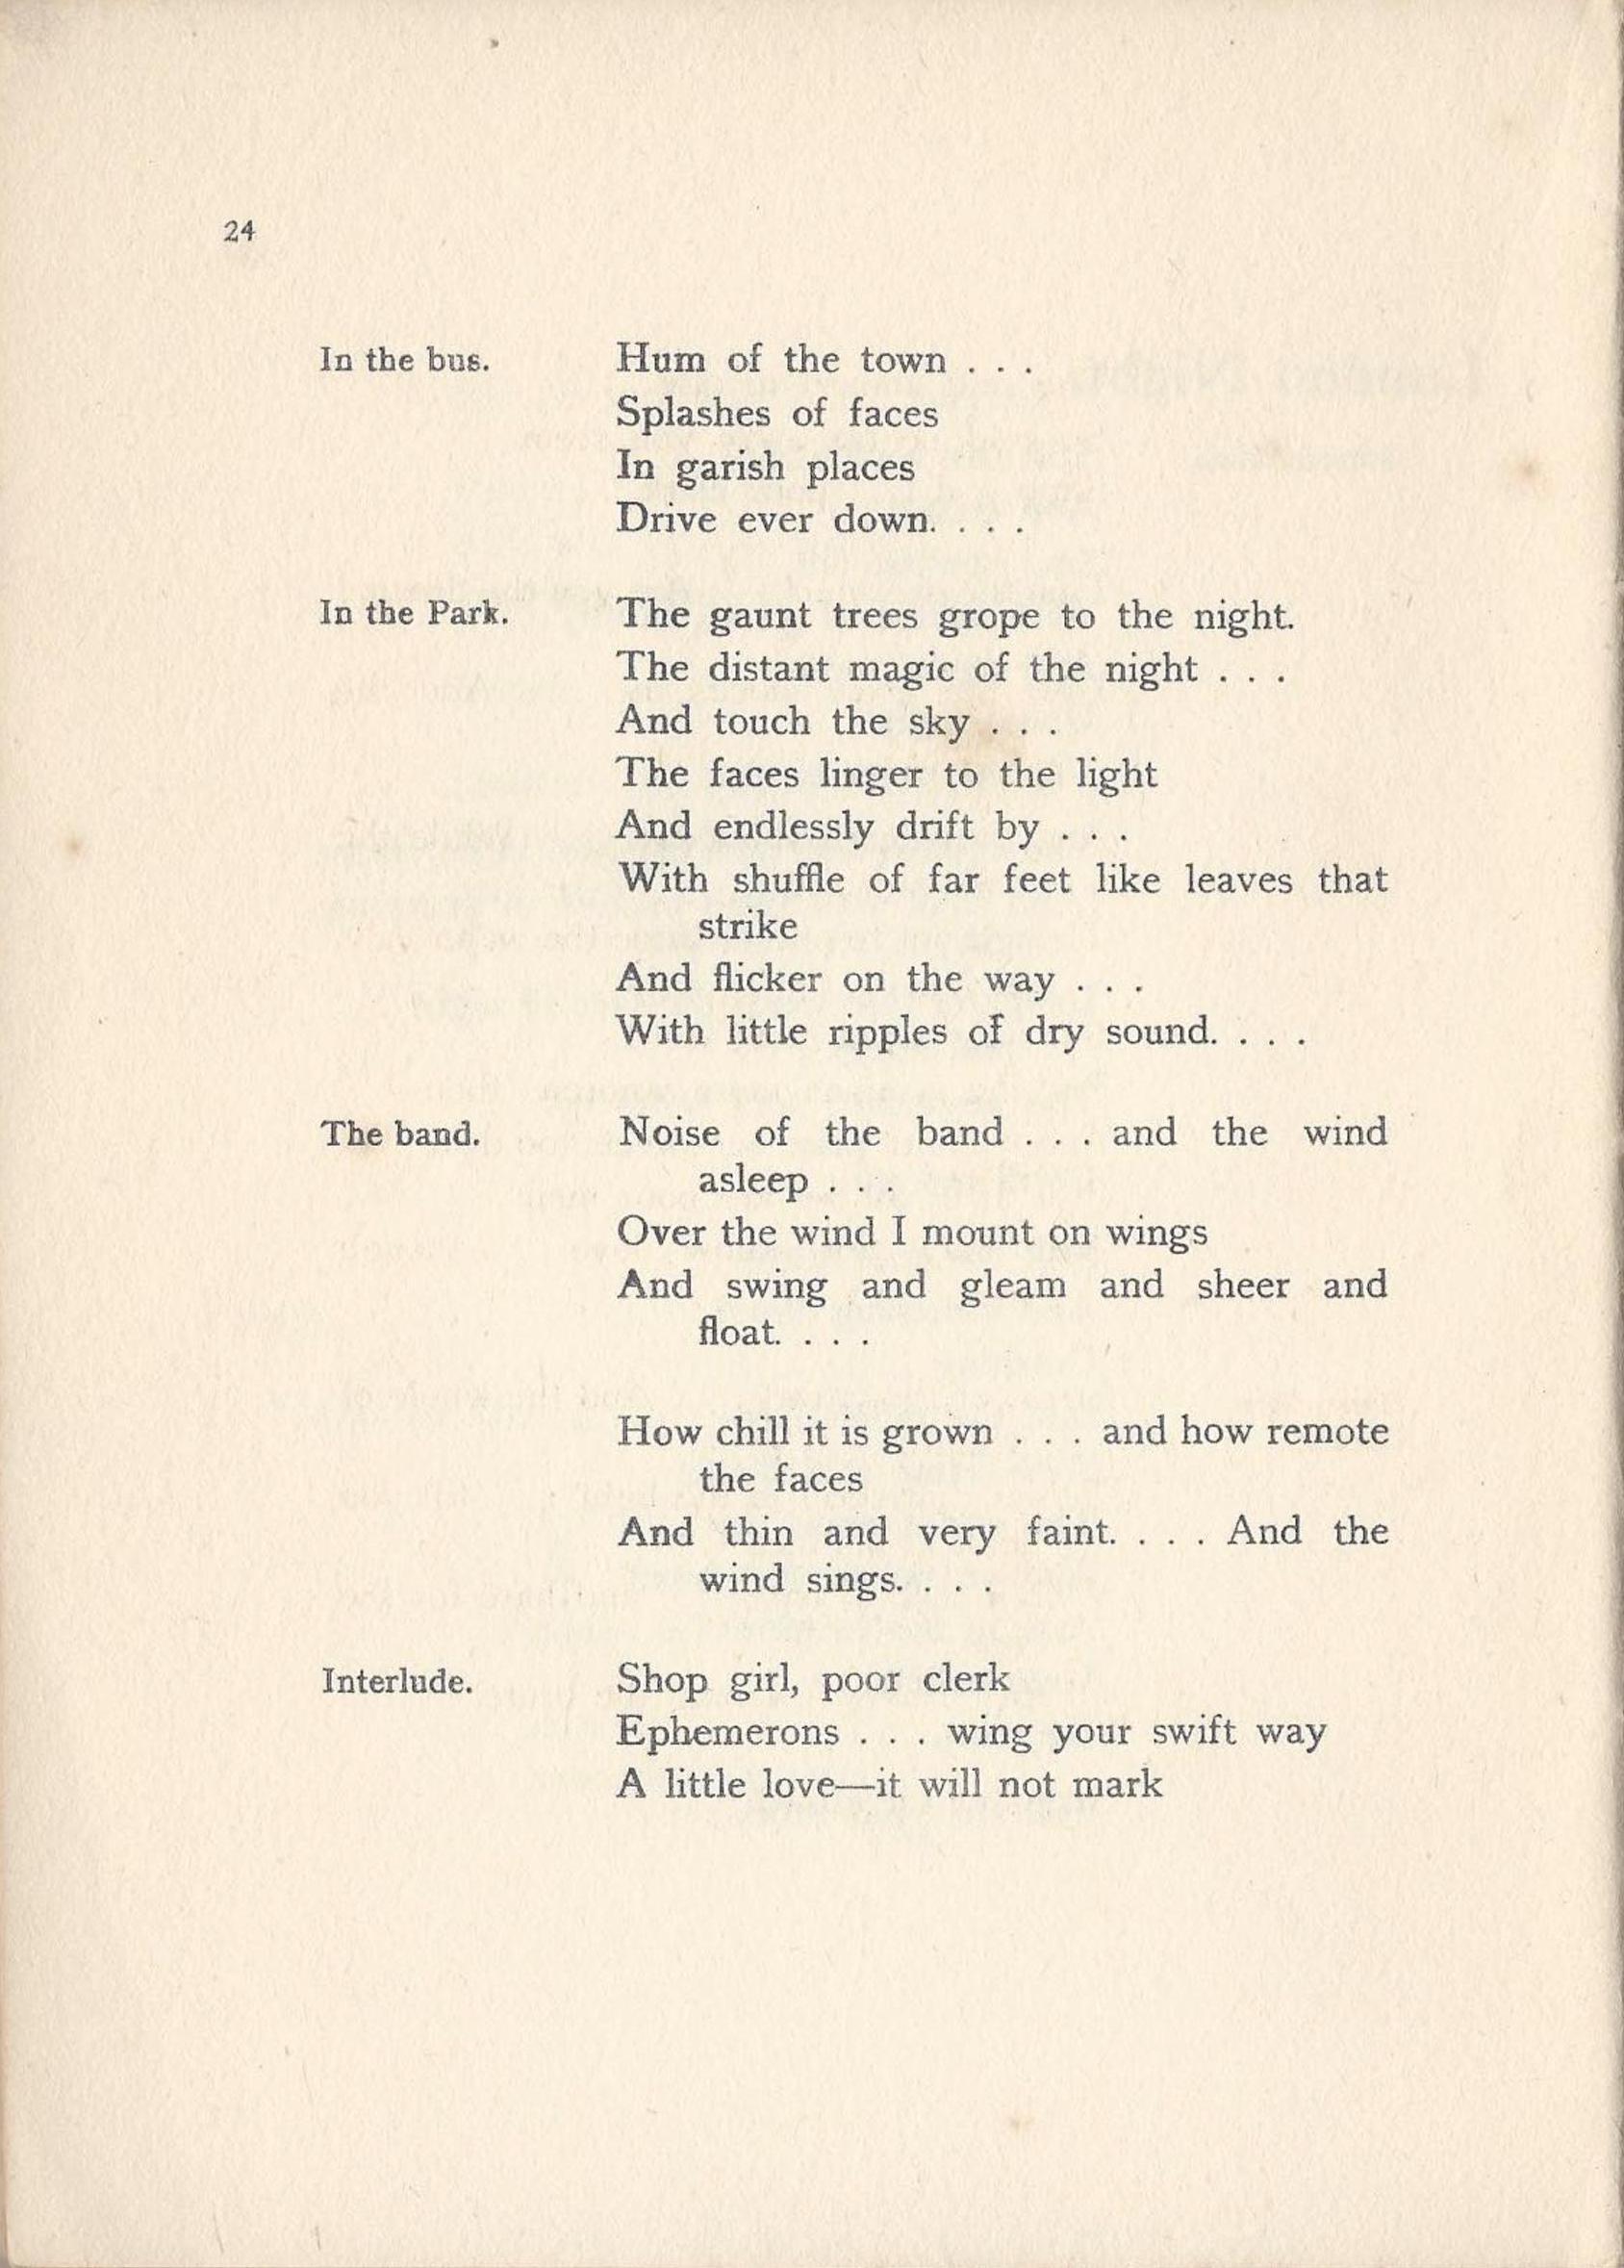 24
In the bus. Hum of the town . . .
Splashes of faces
In garish places
Drive ever down. . . .
In the Park. The gaunt trees grope to the night.
The distant magic of the night . . .
And touch the sky . . .
The faces linger to the light
And endlessly drift by . . .
With shuffle of far feet like leaves that
strike
And flicker on the way . . .
With little ripples of dry sound. . . .
The band. Noise of the band . . . and the wind
asleep . . .
Over the wind I mount on wings
And swing and gleam and sheer and
float. . . .
How chill it is grown . . . and how remote
the faces
And thin and very faint. . . . And the
wind sings. . . .
Interlude. Shop girl, poor clerk
Ephemerons . . . wing your swift way
A little love—it will not mark